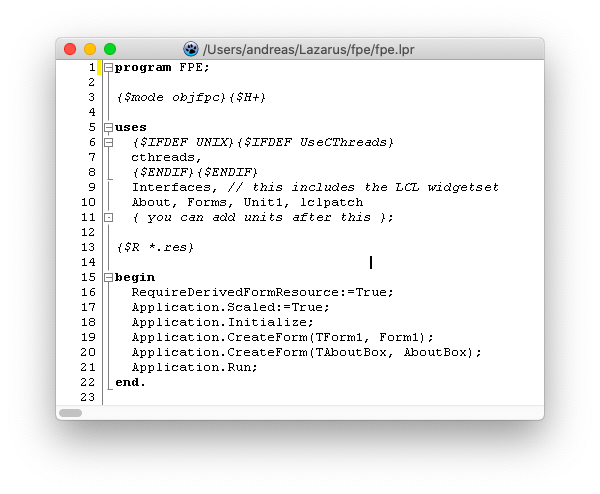 /Users/andreas/Lazarus/fpe/fpe.lpr
1 program FPE;
2
3 {$mode objfpc}{$H+}
4
5 uses
6   {$IFDEF UNIX}{$IFDEF UseCThreads}
7   cthreads,
8   {$ENDIF}{$ENDIF}
9   Interfaces, // this includes the LCL widgetset
10   About, Forms, Unit1, lclpatch
11   { you can add units after this };
12
13 {$R *.res}
14
15 begin
16   RequireDerivedFormResource:=True;
17   Application.Scaled:=True;
18   Application.Initialize;
19   Application.CreateForm(TForm1, Form1);
20   Application.CreateForm(TAboutBox, AboutBox);
21   Application.Run;
22 end.
23